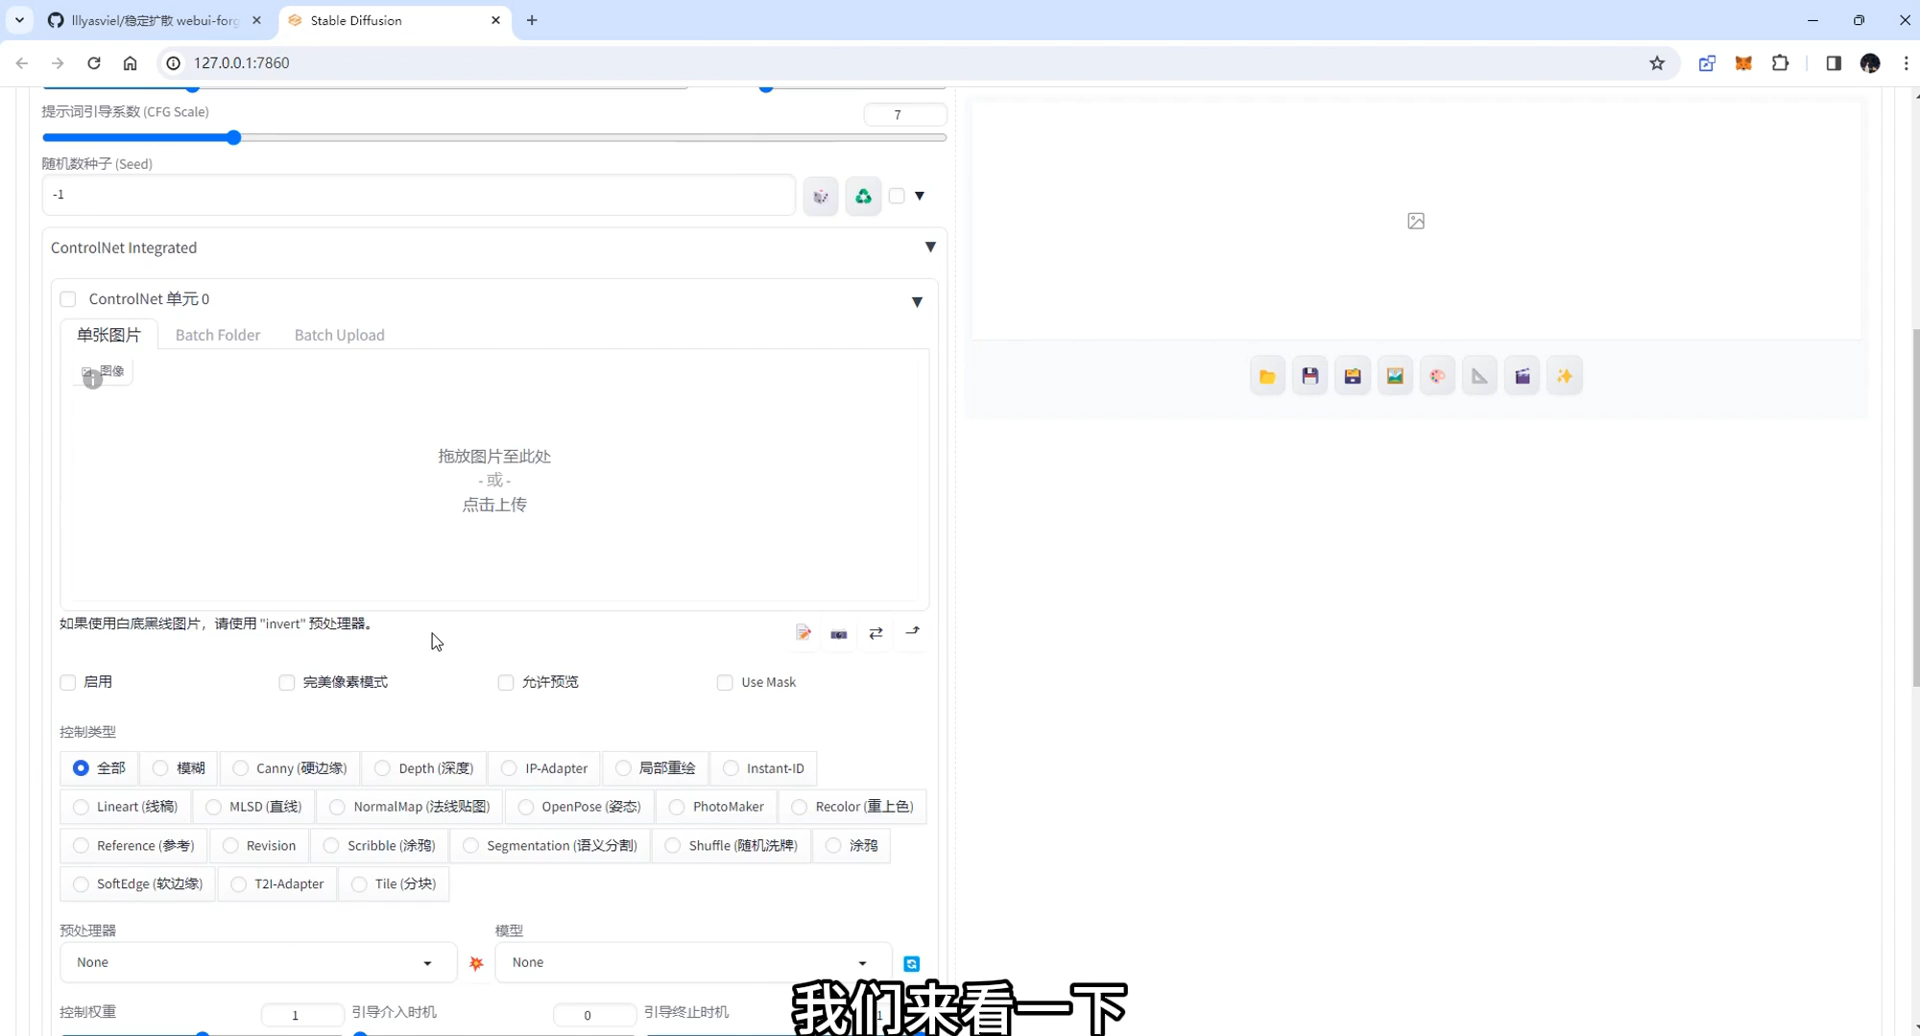 lllyasviel/稳定扩散 webui-forg
Stable Diffusion
127.0.0.1:7860
提示词引导系数 (CFG Scale)
7
随机数种子 (Seed)
-1
ControlNet Integrated
ControlNet 单元 0
单张图片 Batch Folder Batch Upload
图像
拖放图片至此处
- 或 -
点击上传
如果使用白底黑线图片，请使用 "invert" 预处理器。
启用 完美像素模式 允许预览 Use Mask
控制类型
全部 模糊 Canny (硬边缘) Depth (深度) IP-Adapter 局部重绘 Instant-ID
Lineart (线稿) MLSD (直线) NormalMap (法线贴图) OpenPose (姿态) PhotoMaker Recolor (重上色)
Reference (参考) Revision Scribble (涂鸦) Segmentation (语义分割) Shuffle (随机洗牌) 涂鸦
SoftEdge (软边缘) T2I-Adapter Tile (分块)
预处理器 模型
None None
控制权重 1 引导介入时机 0 引导终止时机 1
我们来看一下